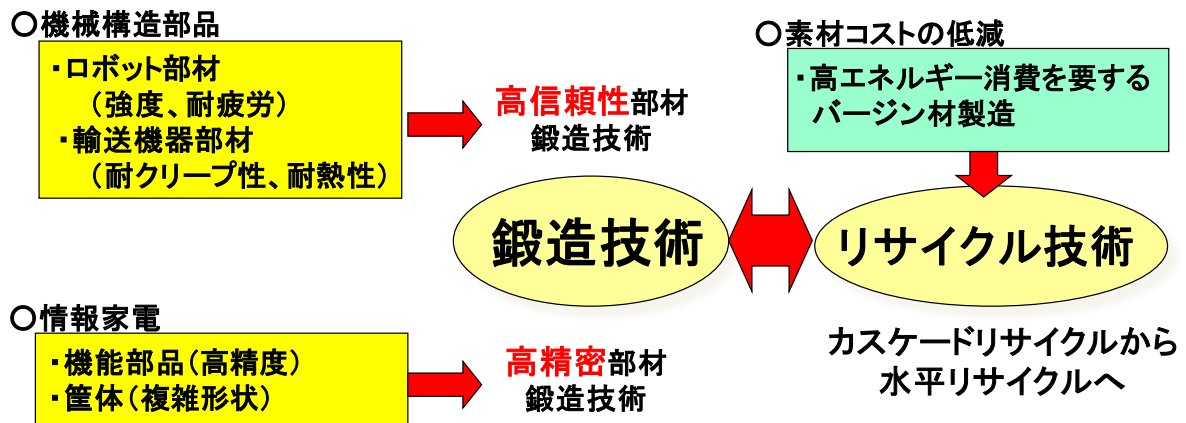 〇機械構造部品
・ロボット部材
（強度、耐疲労）
・輸送機器部材
（耐クリープ性、耐熱性）
高信頼性部材
鍛造技術
〇素材コストの低減
・高エネルギー消費を要する
バージン材製造
鍛造技術
リサイクル技術
カスケードリサイクルから
水平リサイクルへ
〇情報家電
・機能部品（高精度）
・筐体（複雑形状）
高精密部材
鍛造技術